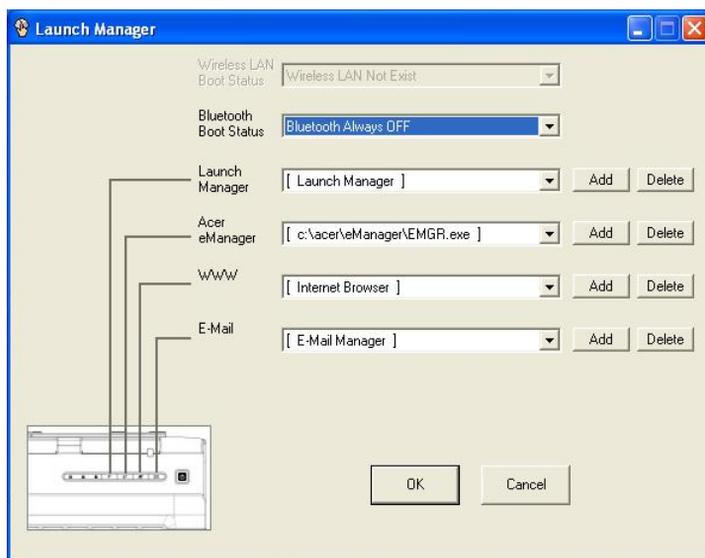 Launch Manager
Wireless LAN
Boot Status
Wireless LAN Not Exist
Bluetooth
Boot Status
Bluetooth Always OFF
Launch
Manager
[ Launch Manager ]
Add
Delete
Acer
eManager
[ c:\acer\eManager\EMGR.exe ]
Add
Delete
WWW
[ Internet Browser ]
Add
Delete
E-Mail
[ E-Mail Manager ]
Add
Delete
OK
Cancel